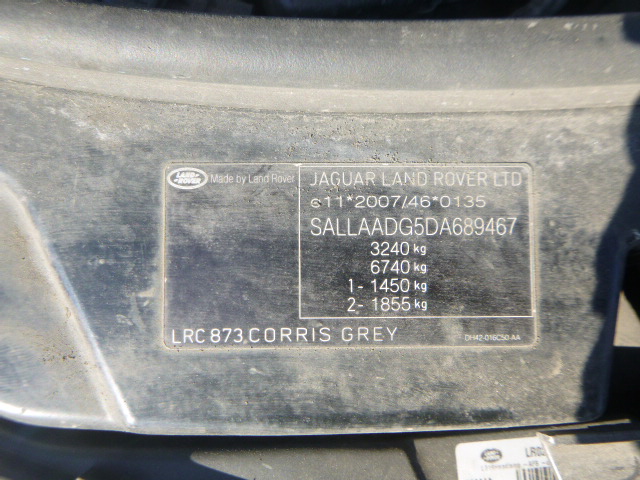 LAND ROVER
Made by Land Rover
JAGUAR LAND ROVER LTD
e11*2007/46*0135
SALLAADG5DA689467
3240 kg
6740 kg
1- 1450 kg
2- 1855 kg
LRC 873 CORRIS GREY
DH42-016C50-AA